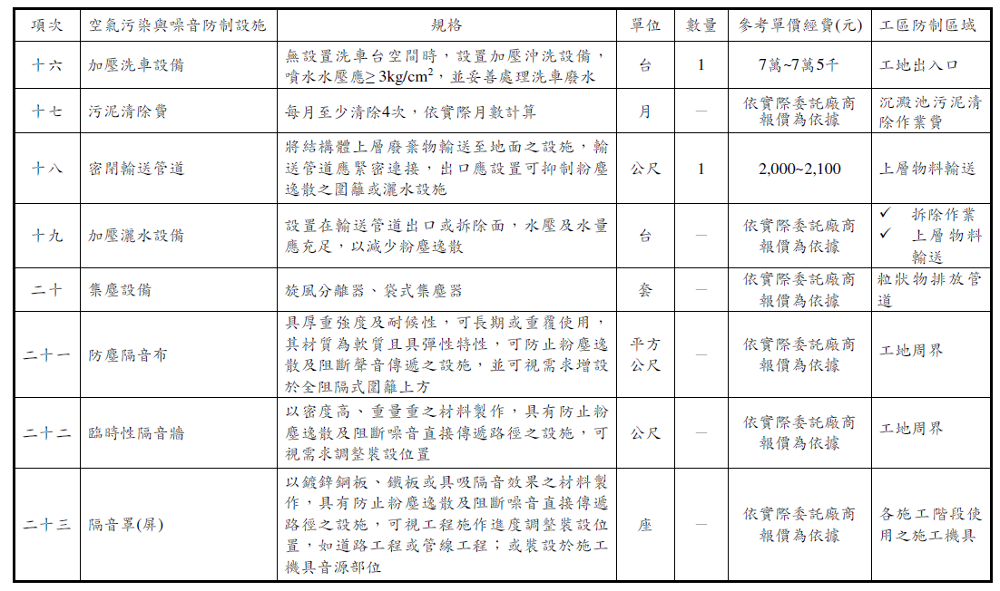 項次 空氣污染與噪音防制設施 規格 單位 數量 參考單價經費(元) 工區防制區域
十六 加壓洗車設備 無設置洗車台空間時，設置加壓沖洗設備，
噴水水壓應≥ 3kg/cm²，並妥善處理洗車廢水 台 1 7萬~7萬5千 工地出入口
十七 污泥清除費 每月至少清除4次，依實際月數計算 月 — 依實際委託廠商
報價為依據 沉澱池污泥清
除作業費
十八 密閉輸送管道 將結構體上層廢棄物輸送至地面之設施，輸
送管道應緊密連接，出口應設置可抑制粉塵
逸散之圍籬或灑水設施 公尺 1 2,000~2,100 上層物料輸送
十九 加壓灑水設備 設置在輸送管道出口或拆除面，水壓及水量
應充足，以減少粉塵逸散 台 — 依實際委託廠商
報價為依據 ✓ 拆除作業
✓ 上層物料
輸送
二十 集塵設備 旋風分離器、袋式集塵器 套 — 依實際委託廠商
報價為依據 粒狀物排放管
道
二十一 防塵隔音布 具厚重強度及耐候性，可長期或重覆使用，
其材質為軟質且具彈性特性，可防止粉塵逸
散及阻斷聲音傳遞之設施，並可視需求增設
於全阻隔式圍籬上方 平方
公尺 — 依實際委託廠商
報價為依據 工地周界
二十二 臨時性隔音牆 以密度高、重量重之材料製作，具有防止粉
塵逸散及阻斷噪音直接傳遞路徑之設施，可
視需求調整裝設位置 公尺 — 依實際委託廠商
報價為依據 工地周界
二十三 隔音罩(屏) 以鍍鋅鋼板、鐵板或具吸隔音效果之材料製
作，具有防止粉塵逸散及阻斷噪音直接傳遞
路徑之設施，可視工程施作進度調整裝設位
置，如道路工程或管線工程；或裝設於施工
機具音源部位 座 — 依實際委託廠商
報價為依據 各施工階段使
用之施工機具